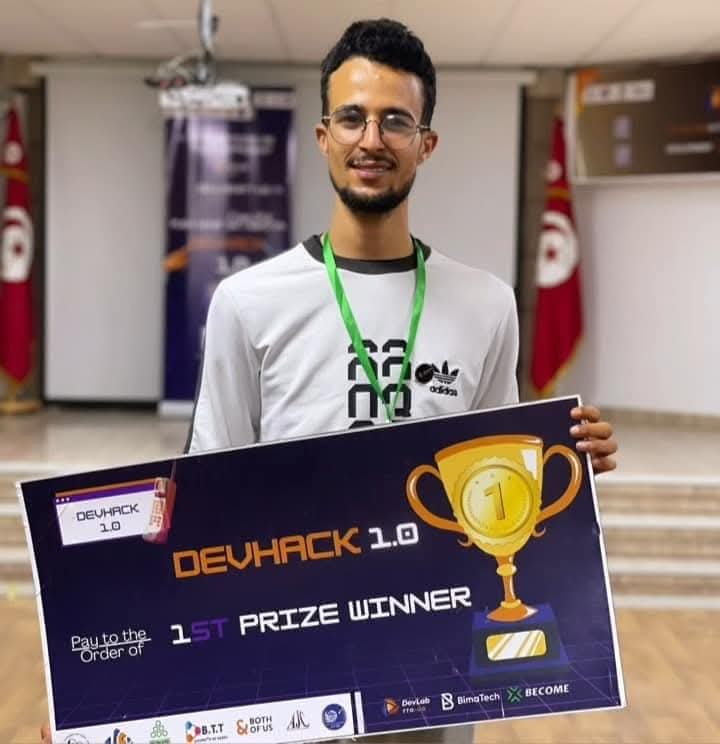 adidas
DEVHACK
1.0
DEVHACK 1.0
1
1ST PRIZE WINNER
Pay to the
Order of
B.T.T
BOTH
OF US
DevLab
BimaTech
BECOME